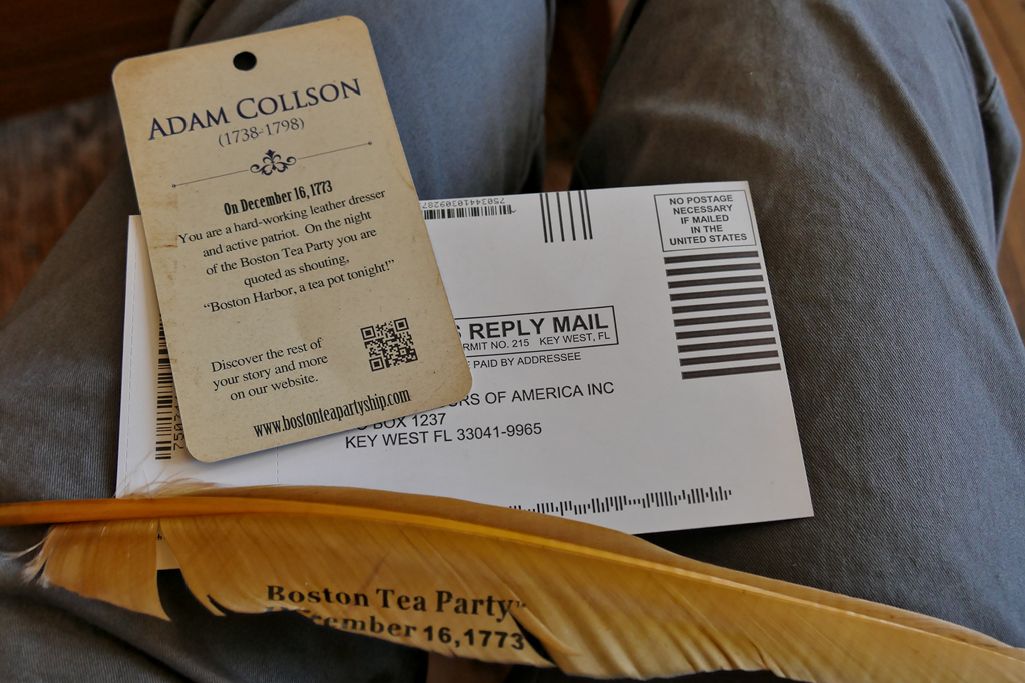 ADAM COLLSON
(1738-1798)
On December 16, 1773
You are a hard-working leather dresser
and active patriot. On the night
of the Boston Tea Party you are
quoted as shouting,
“Boston Harbor, a tea pot tonight!”
Discover the rest of
your story and more
on our website.
www.bostonteapartyship.com
7503441030928
NO POSTAGE
NECESSARY
IF MAILED
IN THE
UNITED STATES
REPLY MAIL
NO. 215 KEY WEST, FL
PAID BY ADDRESSEE
OF AMERICA INC
BOX 1237
KEY WEST FL 33041-9965
7503
Boston Tea Party™
December 16,1773